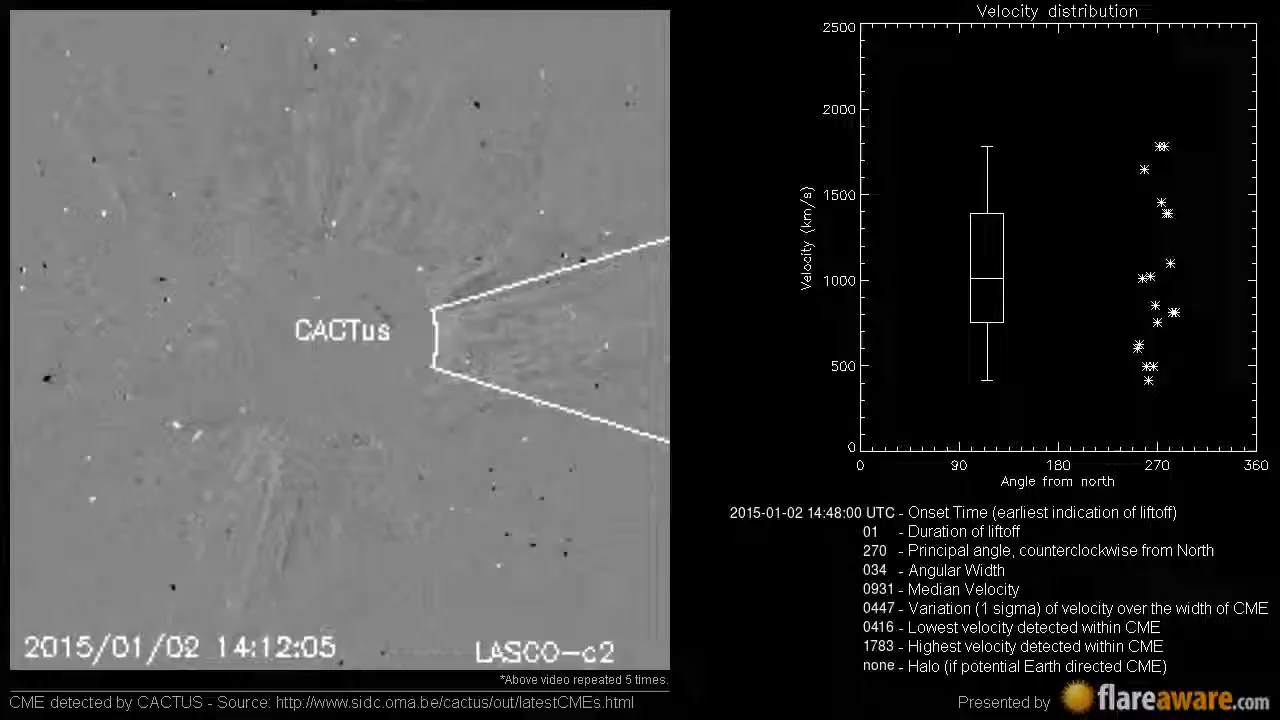 CACTus
2015/01/02 14:12:05
LASCO-c2
*Above video repeated 5 times.
CME detected by CACTUS - Source: http://www.sidc.oma.be/cactus/out/latestCMEs.html
Velocity distribution
2500
2000
1500
1000
500
0
Velocity (km/s)
0 90 180 270 360
Angle from north
2015-01-02 14:48:00 UTC - Onset Time (earliest indication of liftoff)
01 - Duration of liftoff
270 - Principal angle, counterclockwise from North
034 - Angular Width
0931 - Median Velocity
0447 - Variation (1 sigma) of velocity over the width of CME
0416 - Lowest velocity detected within CME
1783 - Highest velocity detected within CME
none - Halo (if potential Earth directed CME)
Presented by flareaware.com